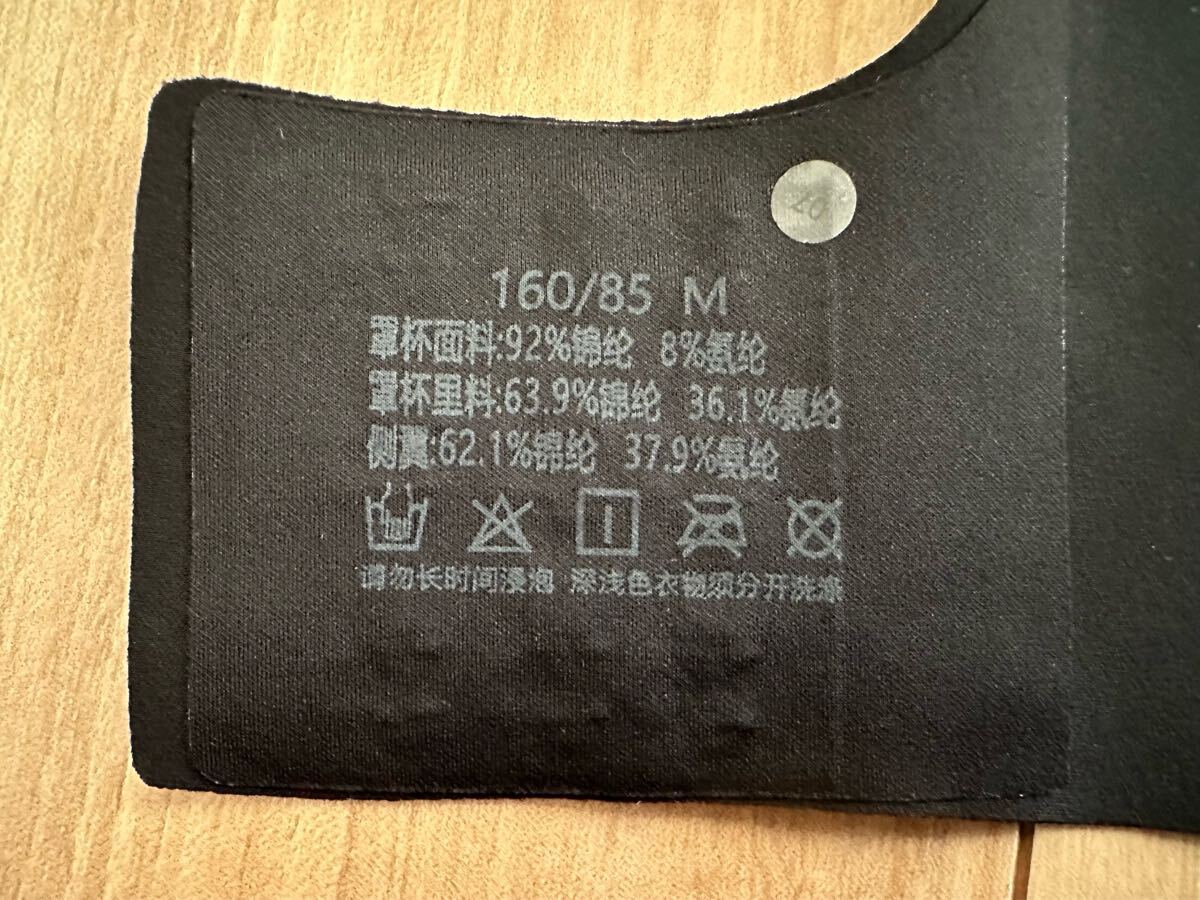 160/85 M
罩杯面料:92%锦纶 8%氨纶
罩杯里料:63.9%锦纶 36.1%氨纶
侧翼:62.1%锦纶 37.9%氨纶
请勿长时间浸泡 深浅色衣物须分开洗涤